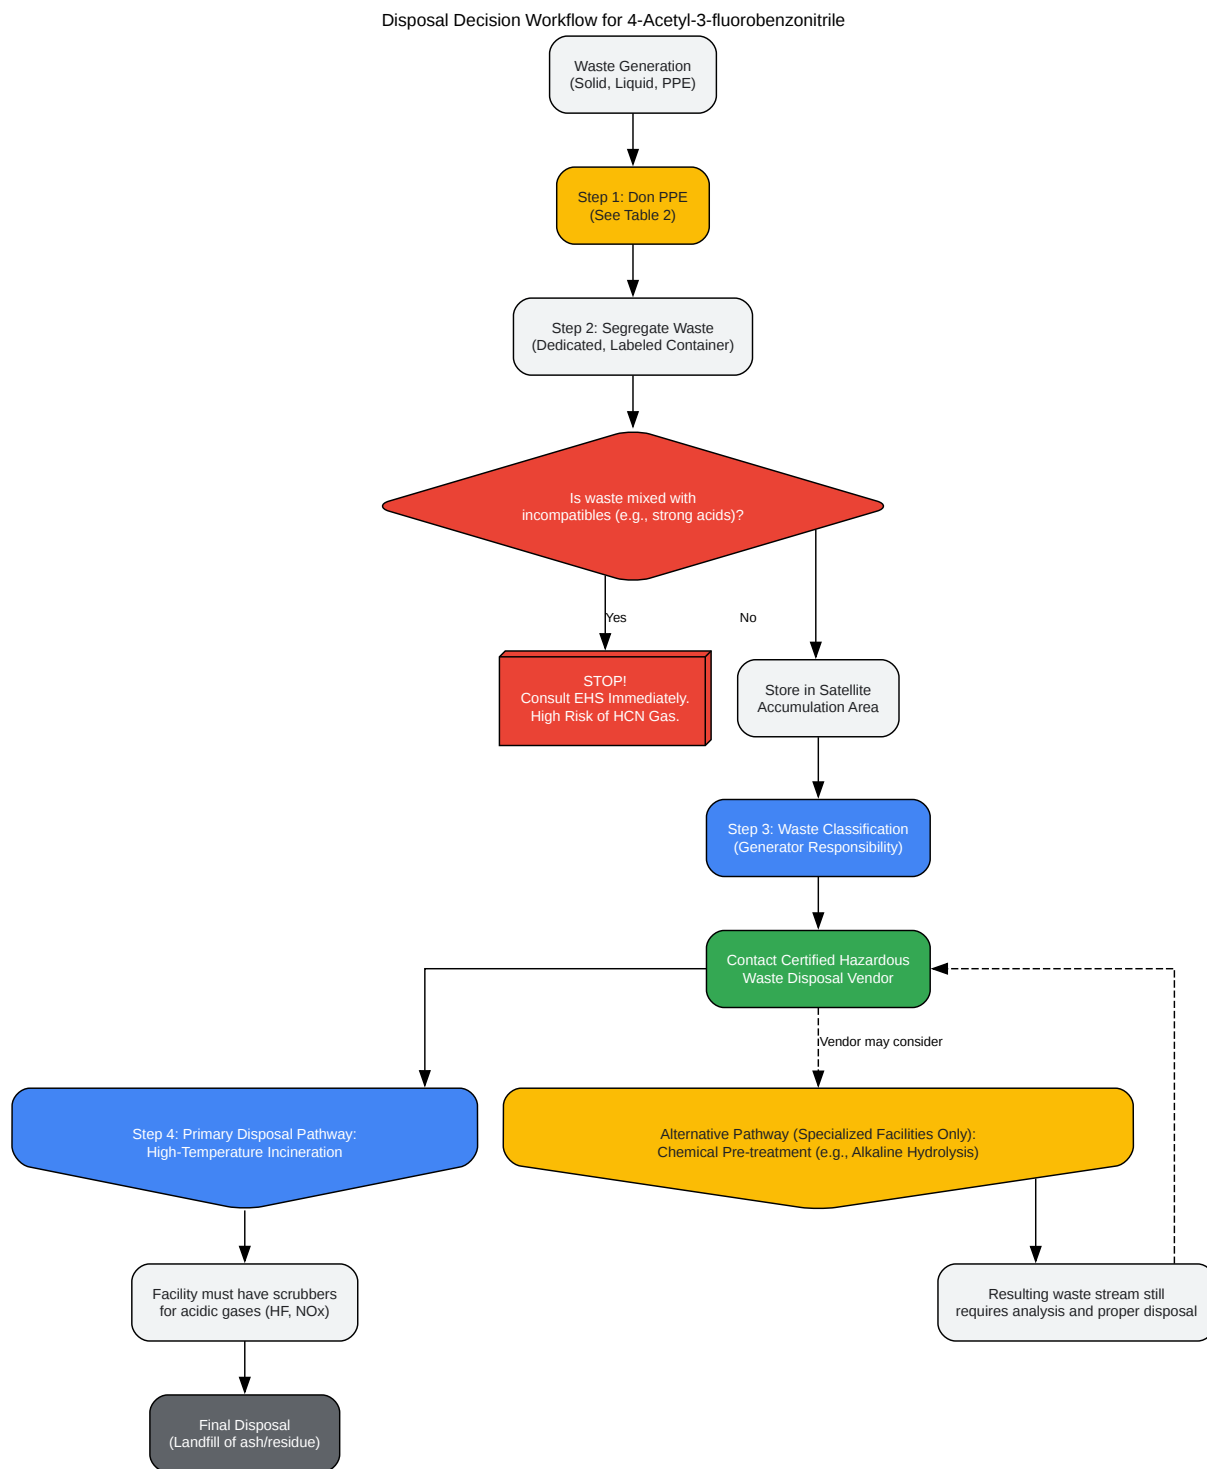 Disposal Decision Workflow for 4-Acetyl-3-fluorobenzonitrile
Waste Generation
(Solid, Liquid, PPE)
Step 1: Don PPE
(See Table 2)
Step 2: Segregate Waste
(Dedicated, Labeled Container)
Is waste mixed with
incompatibles (e.g., strong acids)?
Yes
No
STOP!
Consult EHS Immediately.
High Risk of HCN Gas.
Store in Satellite
Accumulation Area
Step 3: Waste Classification
(Generator Responsibility)
Contact Certified Hazardous
Waste Disposal Vendor
Vendor may consider
Step 4: Primary Disposal Pathway:
High-Temperature Incineration
Alternative Pathway (Specialized Facilities Only):
Chemical Pre-treatment (e.g., Alkaline Hydrolysis)
Facility must have scrubbers
for acidic gases (HF, NOx)
Resulting waste stream still
requires analysis and proper disposal
Final Disposal
(Landfill of ash/residue)